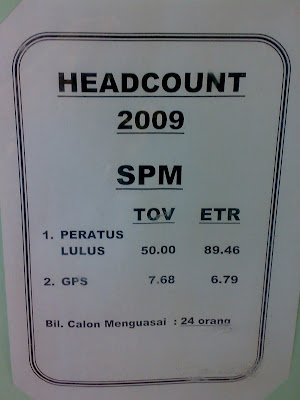 HEADCOUNT
2009
SPM
TOV ETR
1. PERATUS
LULUS 50.00 89.46
2. GPS 7.68 6.79
Bil. Calon Menguasai : 24 orang